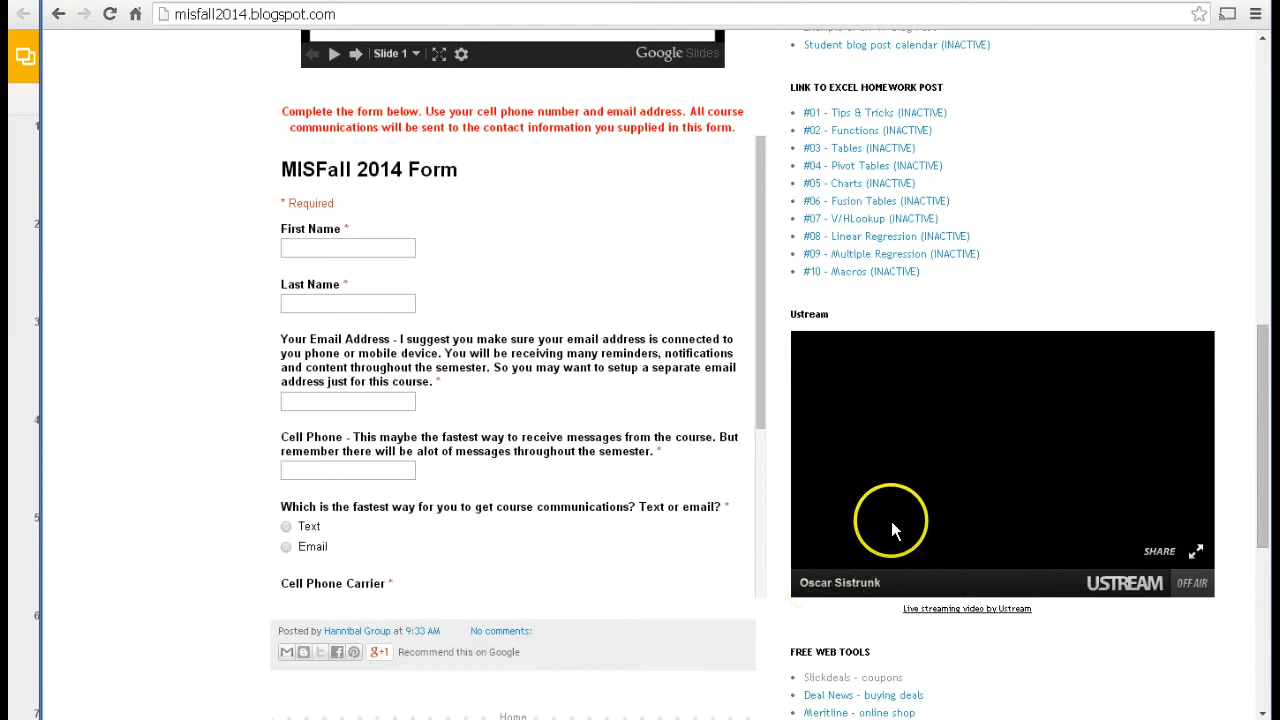 misfall2014.blogspot.com
Slide 1
Google Slides
Complete the form below. Use your cell phone number and email address. All course
communications will be sent to the contact information you supplied in this form.
MISFall 2014 Form
* Required
First Name *
Last Name *
Your Email Address - I suggest you make sure your email address is connected to
you phone or mobile device. You will be receiving many reminders, notifications
and content throughout the semester. So you may want to setup a separate email
address just for this course. *
Cell Phone - This maybe the fastest way to receive messages from the course. But
remember there will be alot of messages throughout the semester. *
Which is the fastest way for you to get course communications? Text or email? *
Text
Email
Cell Phone Carrier *
Posted by Hannibal Group at 9:33 AM No comments:
g+1 Recommend this on Google
Home
Student blog post calendar (INACTIVE)
LINK TO EXCEL HOMEWORK POST
#01 - Tips & Tricks (INACTIVE)
#02 - Functions (INACTIVE)
#03 - Tables (INACTIVE)
#04 - Pivot Tables (INACTIVE)
#05 - Charts (INACTIVE)
#06 - Fusion Tables (INACTIVE)
#07 - V/HLookup (INACTIVE)
#08 - Linear Regression (INACTIVE)
#09 - Multiple Regression (INACTIVE)
#10 - Macros (INACTIVE)
Ustream
SHARE
Oscar Sistrunk USTREAM OFF AIR
Live streaming video by Ustream
FREE WEB TOOLS
Slickdeals - coupons
Deal News - buying deals
Meritline - online shop
1
2
3
4
5
6
7